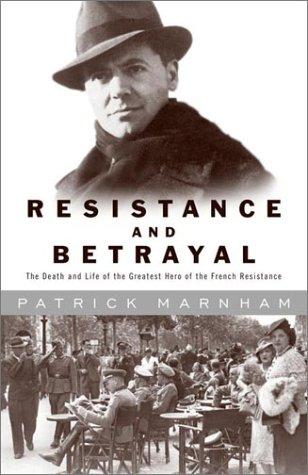 RESISTANCE
AND
BETRAYAL
The Death and Life of the Greatest Hero of the French Resistance
PATRICK MARNHAM